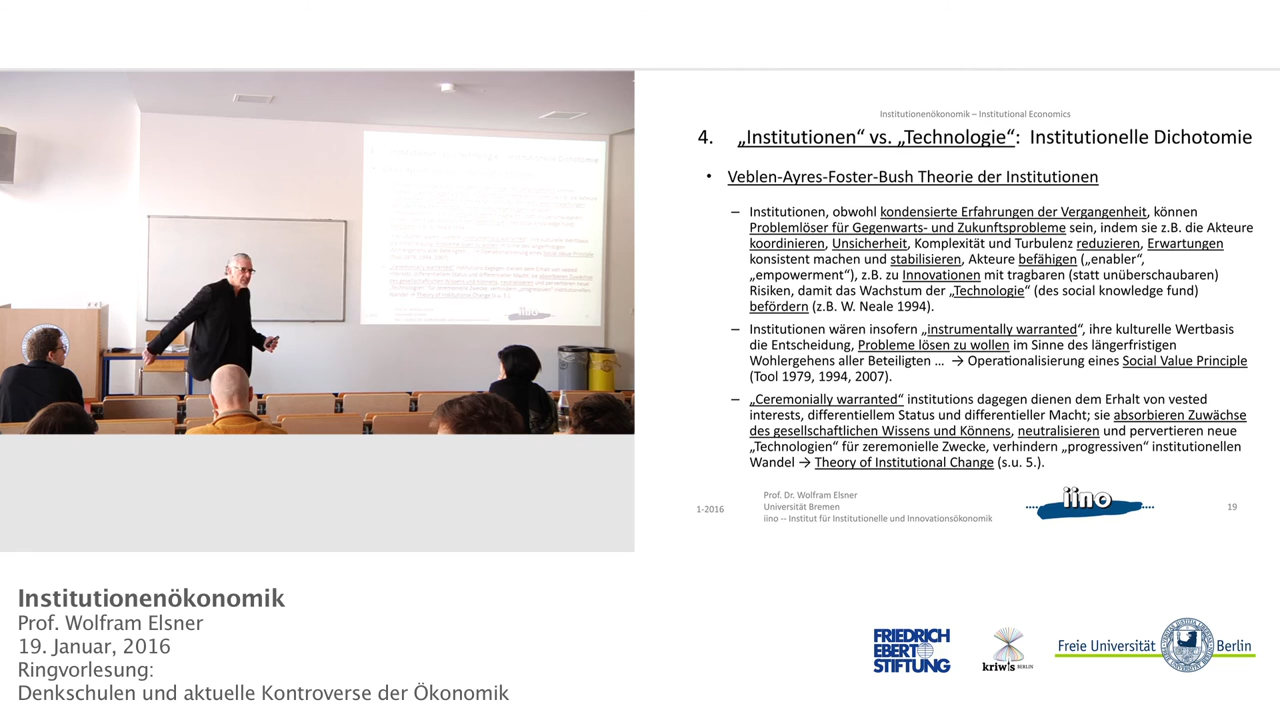 Institutionenökonomik – Institutional Economics
4. „Institutionen“ vs. „Technologie“: Institutionelle Dichotomie
• Veblen-Ayres-Foster-Bush Theorie der Institutionen
– Institutionen, obwohl kondensierte Erfahrungen der Vergangenheit, können
Problemlöser für Gegenwarts- und Zukunftsprobleme sein, indem sie z.B. die Akteure
koordinieren, Unsicherheit, Komplexität und Turbulenz reduzieren, Erwartungen
konsistent machen und stabilisieren, Akteure befähigen („enabler“,
„empowerment“), z.B. zu Innovationen mit tragbaren (statt unüberschaubaren)
Risiken, damit das Wachstum der „Technologie“ (des social knowledge fund)
befördern (z.B. W. Neale 1994).
– Institutionen wären insofern „instrumentally warranted“, ihre kulturelle Wertbasis
die Entscheidung, Probleme lösen zu wollen im Sinne des längerfristigen
Wohlergehens aller Beteiligten … → Operationalisierung eines Social Value Principle
(Tool 1979, 1994, 2007).
– „Ceremonially warranted“ institutions dagegen dienen dem Erhalt von vested
interests, differentiellem Status und differentieller Macht; sie absorbieren Zuwächse
des gesellschaftlichen Wissens und Könnens, neutralisieren und pervertieren neue
„Technologien“ für zeremonielle Zwecke, verhindern „progressiven“ institutionellen
Wandel → Theory of Institutional Change (s.u. 5.).
1-2016
Prof. Dr. Wolfram Elsner
Universität Bremen
iino -- Institut für Institutionelle und Innovationsökonomik
iino
19
Institutionenökonomik
Prof. Wolfram Elsner
19. Januar, 2016
Ringvorlesung:
Denkschulen und aktuelle Kontroverse der Ökonomik
FRIEDRICH
EBERT
STIFTUNG
kriwis BERLIN
Freie Universität Berlin